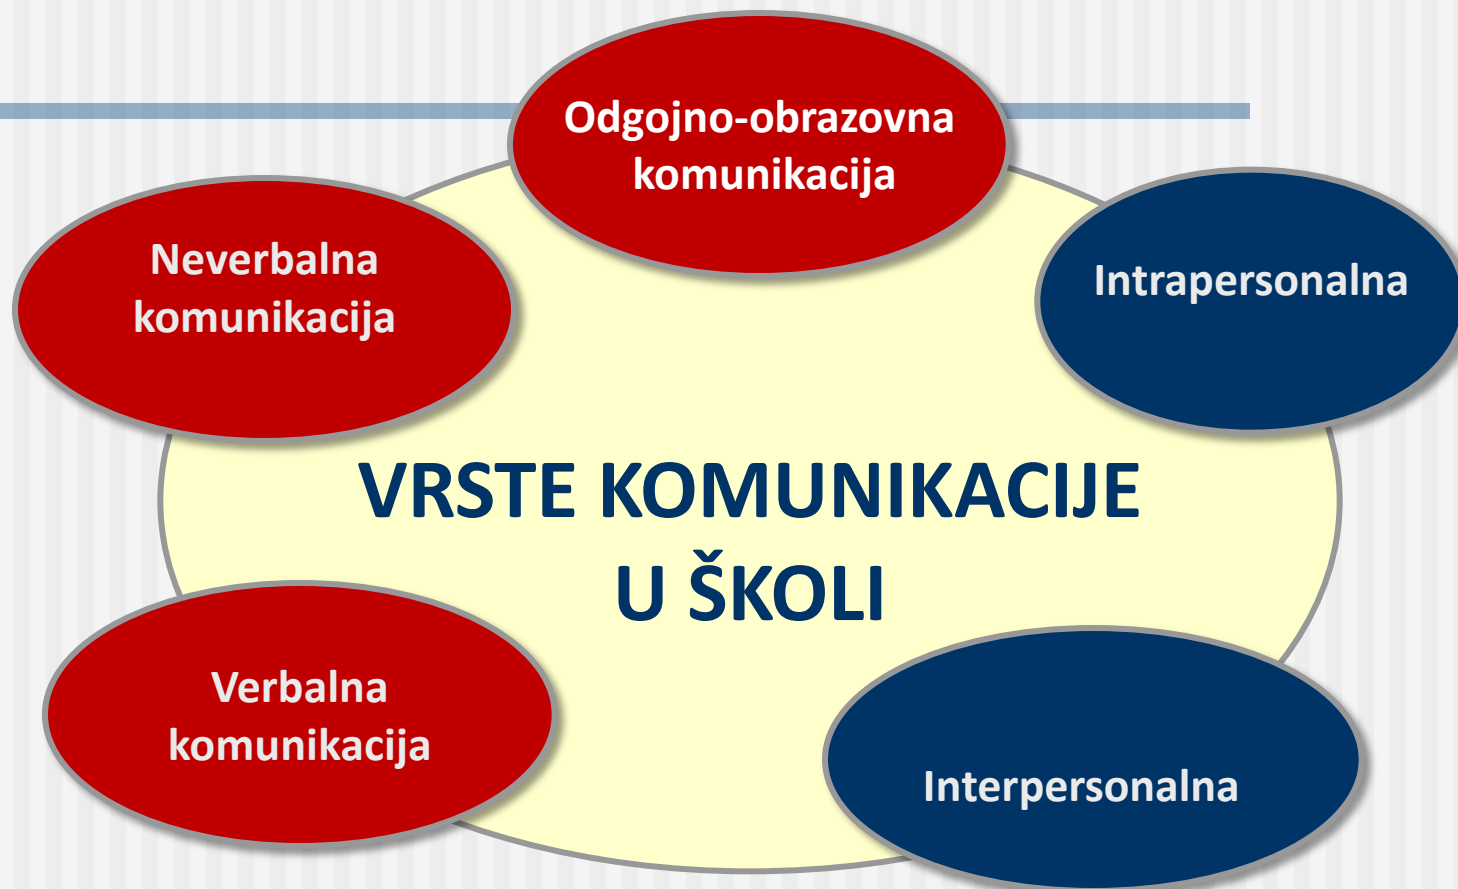 Odgojno-obrazovna
komunikacija
Neverbalna
komunikacija
Intrapersonalna
VRSTE KOMUNIKACIJE
U ŠKOLI
Verbalna
komunikacija
Interpersonalna